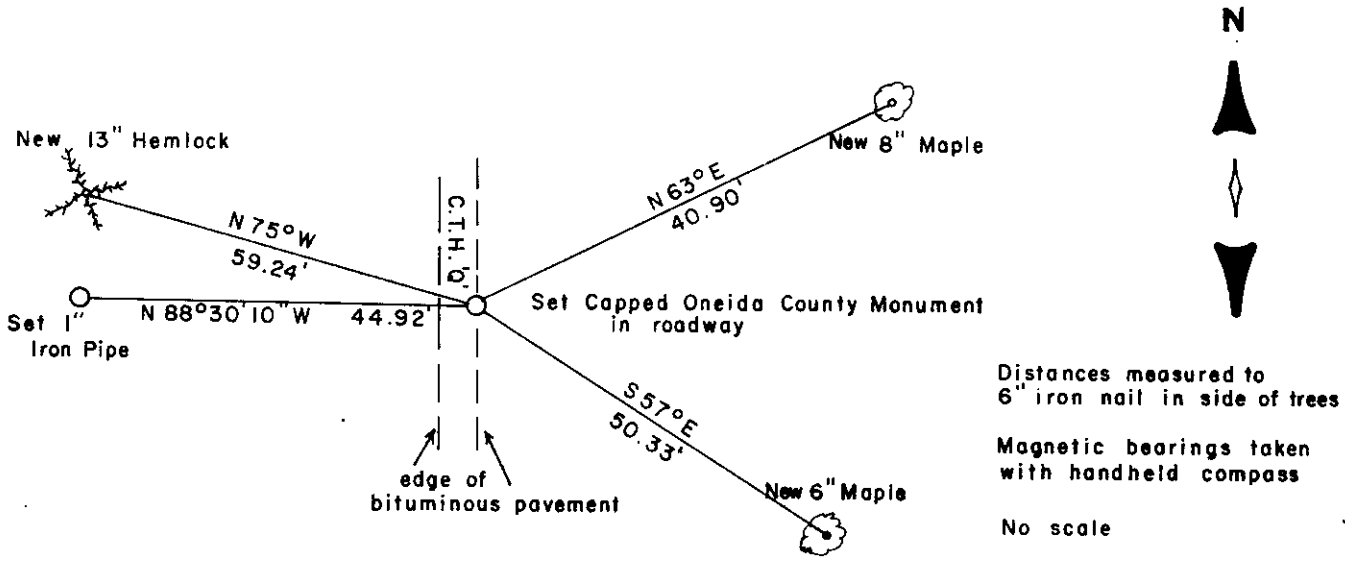 N
New 13" Hemlock
New 8" Maple
N 63° E
40.90'
C.T.H. 'Q'
N 75° W
59.24'
Set Capped Oneida County Monument
in roadway
N 88° 30' 10" W 44.92'
Set 1"
Iron Pipe
S 57° E
50.33'
Distances measured to
6" iron nail in side of trees
Magnetic bearings taken
with handheld compass
edge of
bituminous pavement
New 6" Maple
No scale